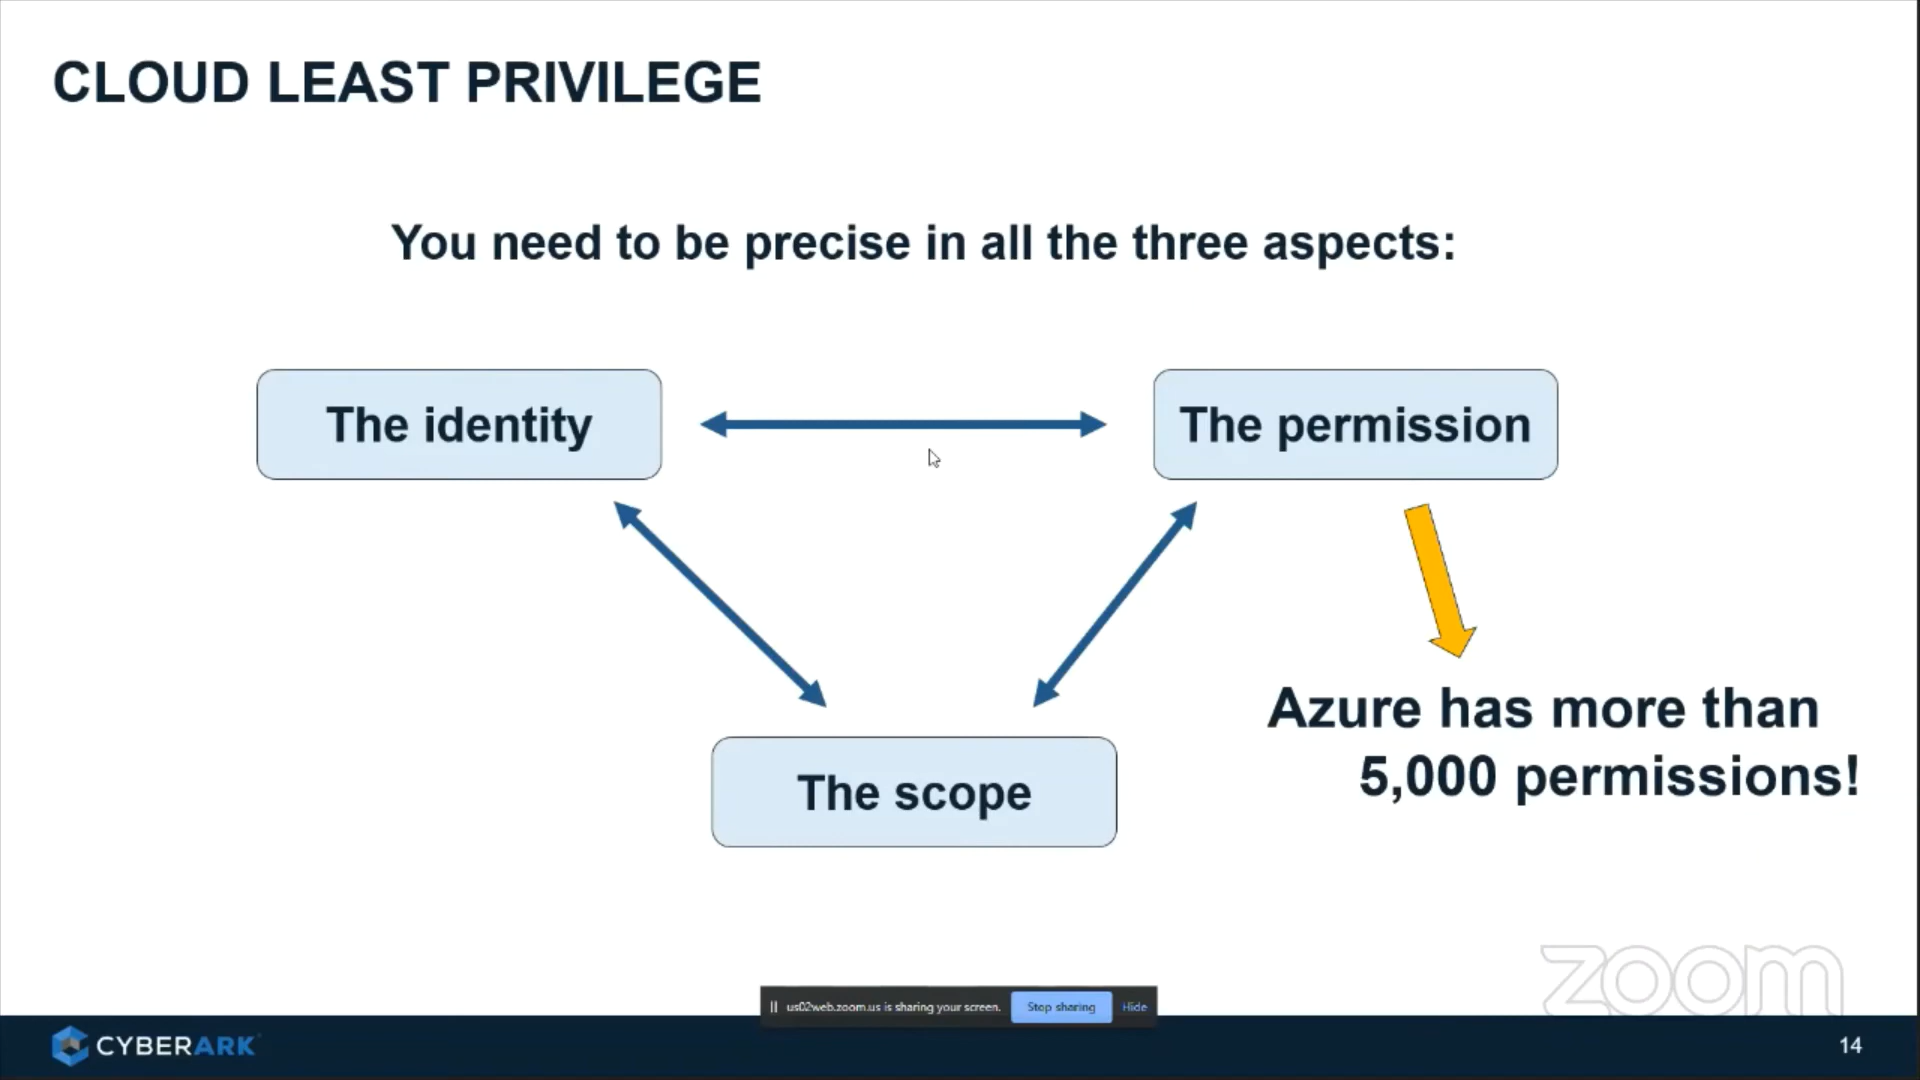 CLOUD LEAST PRIVILEGE
You need to be precise in all the three aspects:
The identity
The permission
The scope
Azure has more than
5,000 permissions!
zoom
us02web.zoom.us is sharing your screen.
Stop sharing
Hide
CYBERARK
14